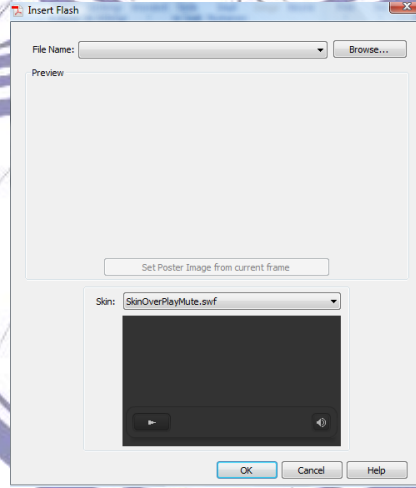 Insert Flash
File Name:
Browse...
Preview
Set Poster Image from current frame
Skin: SkinOverPlayMute.swf
OK Cancel Help